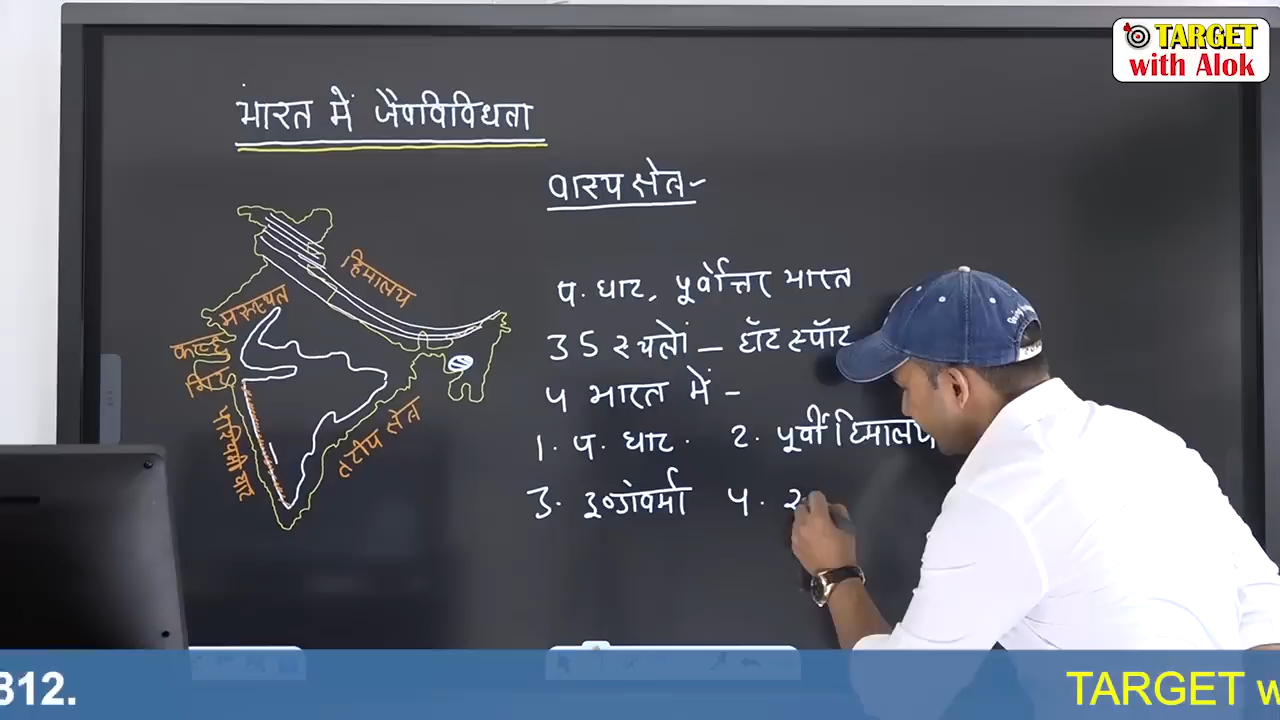 TARGET
with Alok
भारत में जैवविविधता
वास्य क्षेत्र-
हिमालय
प. घाट, पूर्वोत्तर भारत
मरुस्थल
35 स्थलों - हॉट स्पॉट
कच्छ
4 भारत में -
तटीय क्षेत्र
पश्चिमी घाट
1. प. घाट. 2. पूर्वी हिमालय
3. इण्डोबर्मा 4.
312.
TARGET w